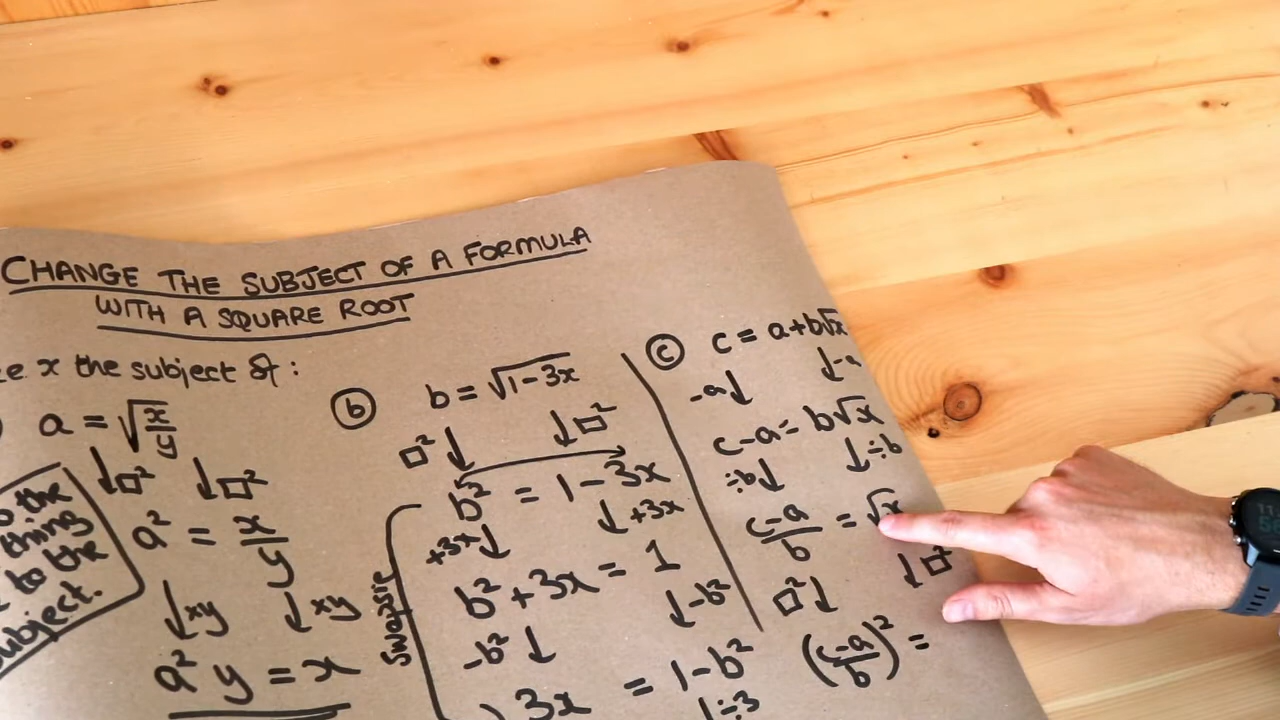 CHANGE THE SUBJECT OF A FORMULA
WITH A SQUARE ROOT
x the subject of:
a = √(x/y)
↓□² ↓□²
a² = x/y
↓xy ↓xy
a² y = x
the
thing
to the
subject.
ⓑ b = √(1-3x)
□² ↓ ↓□²
b² = 1-3x
+3x↓ ↓+3x
b² + 3x = 1
-b² ↓ ↓-b²
3x = 1-b²
↓÷3
ⓒ c = a+b√x
-a↓ ↓-a
c-a = b√x
÷b↓ ↓÷b
(c-a)/b = √x
□²↓ ↓□²
((c-a)/b)² =